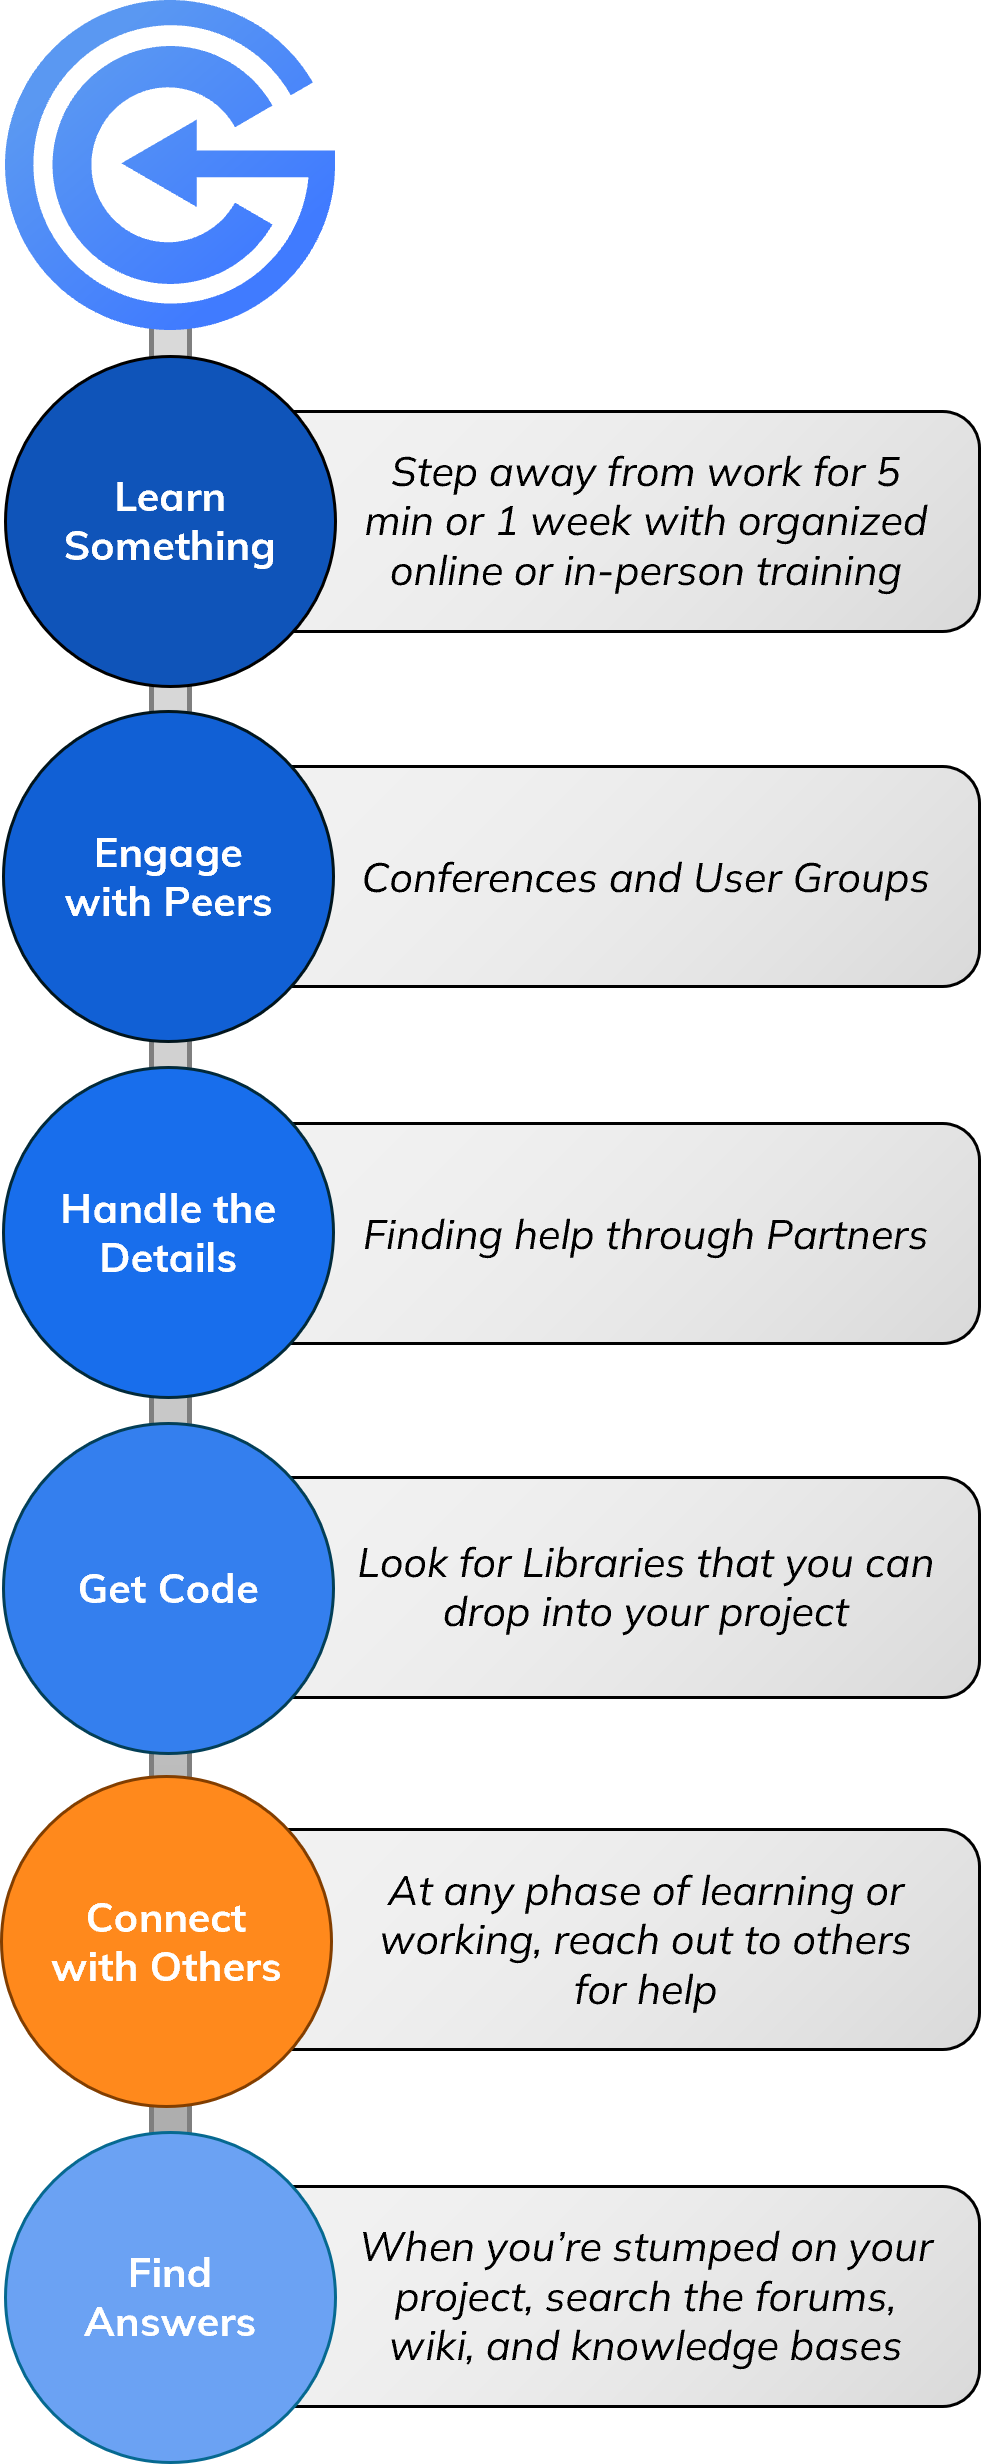 Learn
Something
Step away from work for 5
min or 1 week with organized
online or in-person training
Engage
with Peers
Conferences and User Groups
Handle the
Details
Finding help through Partners
Get Code
Look for Libraries that you can
drop into your project
Connect
with Others
At any phase of learning or
working, reach out to others
for help
Find
Answers
When you’re stumped on your
project, search the forums,
wiki, and knowledge bases